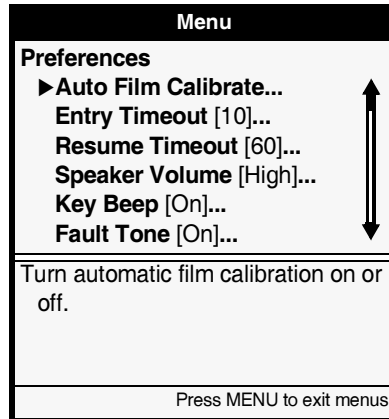 Menu
Preferences
▶Auto Film Calibrate...
Entry Timeout [10]...
Resume Timeout [60]...
Speaker Volume [High]...
Key Beep [On]...
Fault Tone [On]...
Turn automatic film calibration on or
off.
Press MENU to exit menus